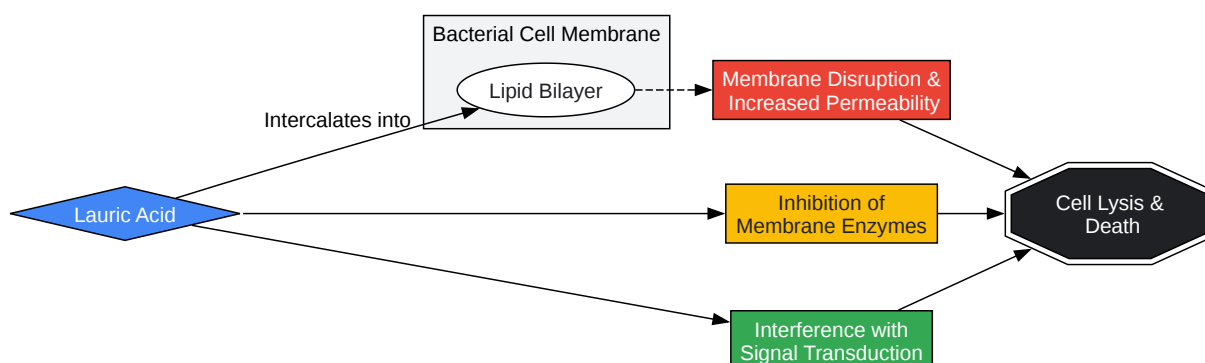 Bacterial Cell Membrane
Lipid Bilayer
Membrane Disruption &
Increased Permeability
Intercalates into
Lauric Acid
Inhibition of
Membrane Enzymes
Cell Lysis &
Death
Interference with
Signal Transduction